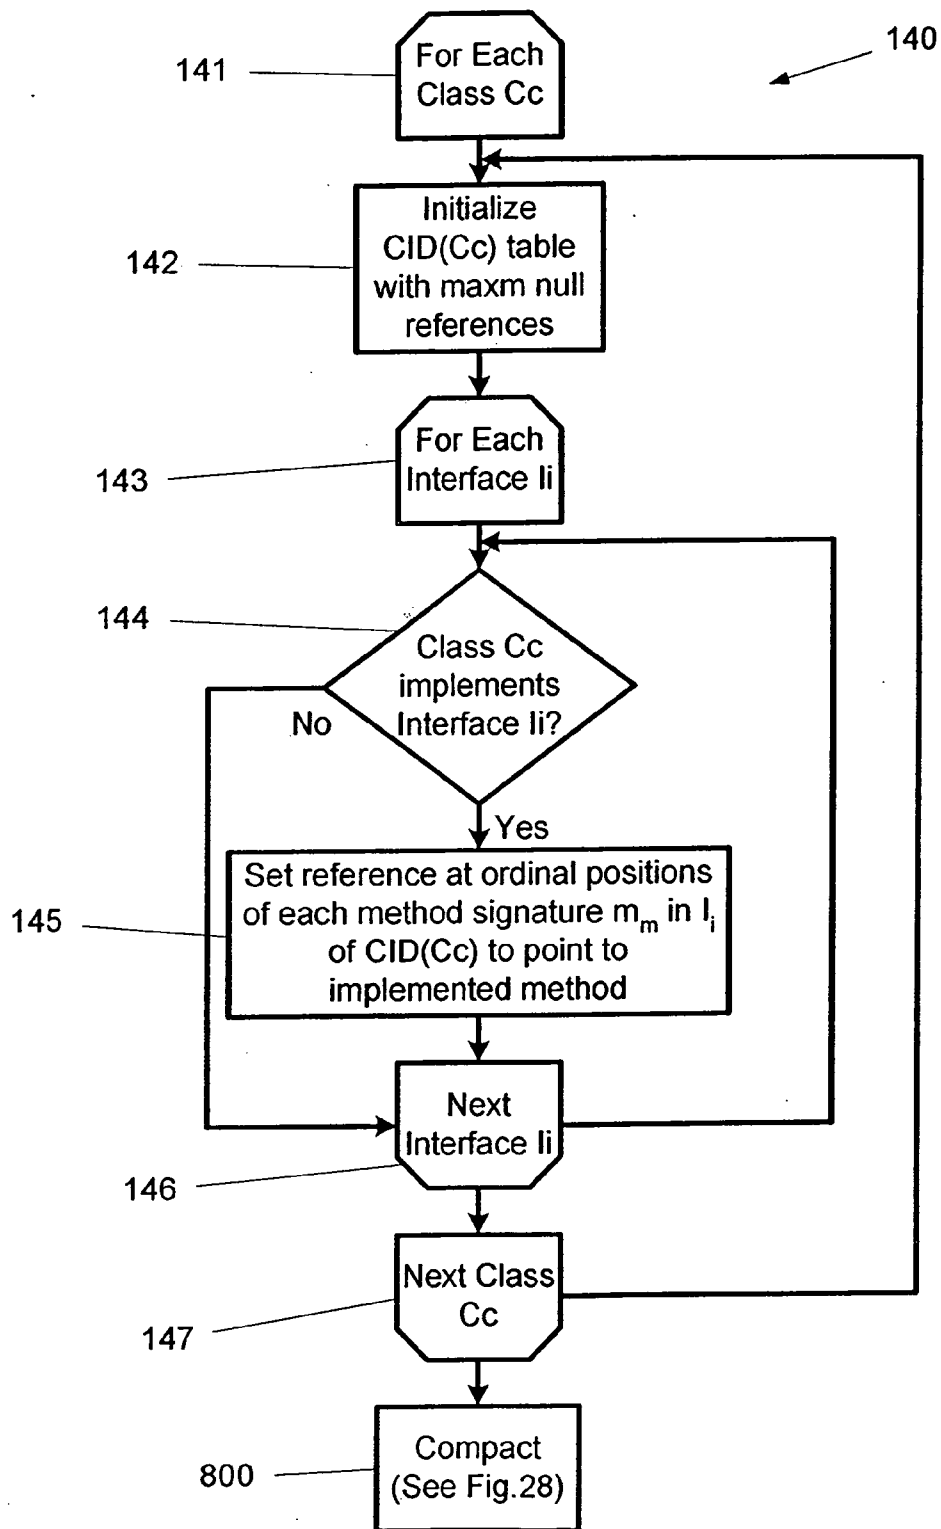 140
141
For Each
Class Cc
142
Initialize
CID(Cc) table
with maxm null
references
143
For Each
Interface Ii
144
Class Cc
implements
Interface Ii?
No
Yes
145
Set reference at ordinal positions
of each method signature mₘ in Iᵢ
of CID(Cc) to point to
implemented method
146
Next
Interface Ii
147
Next Class
Cc
800
Compact
(See Fig.28)